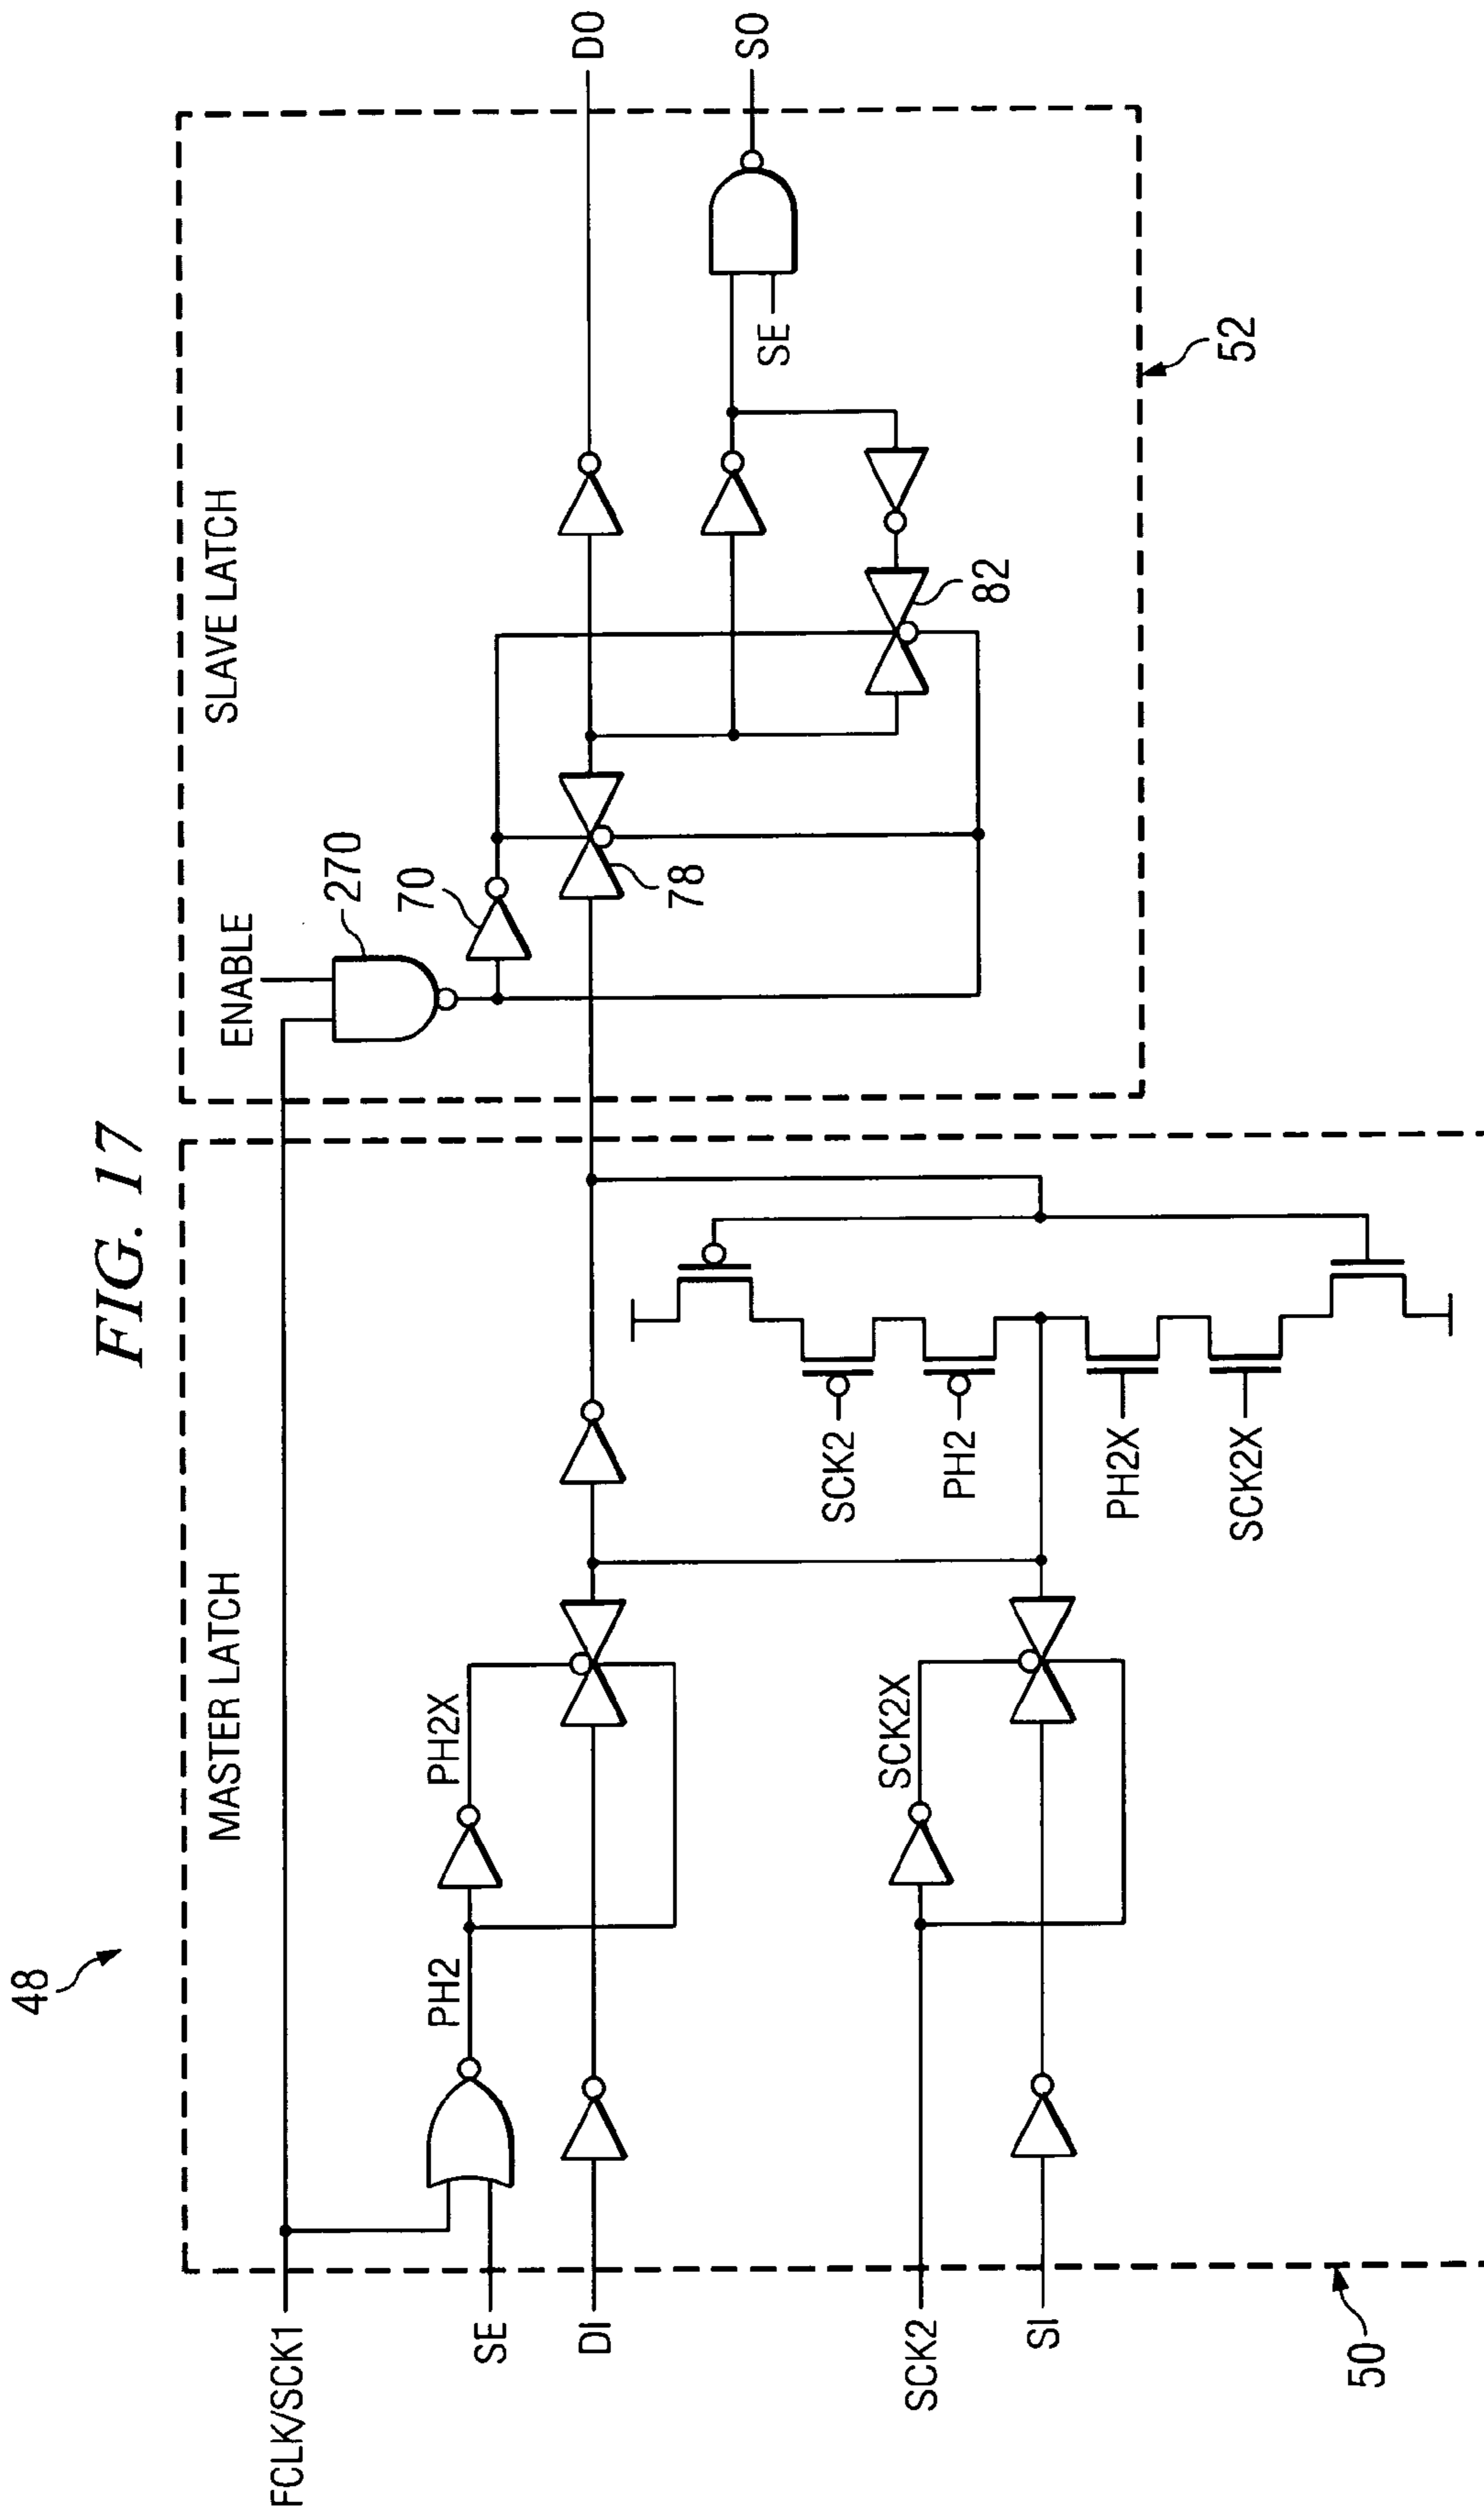 FIG. 17
48
MASTER LATCH
SLAVE LATCH
ENABLE
270
70
78
82
52
50
FCLK/SCK1
SE
DI
SCK2
SI
PH2
PH2X
SCK2X
SCK2
PH2
PH2X
SCK2X
SE
DO
SO